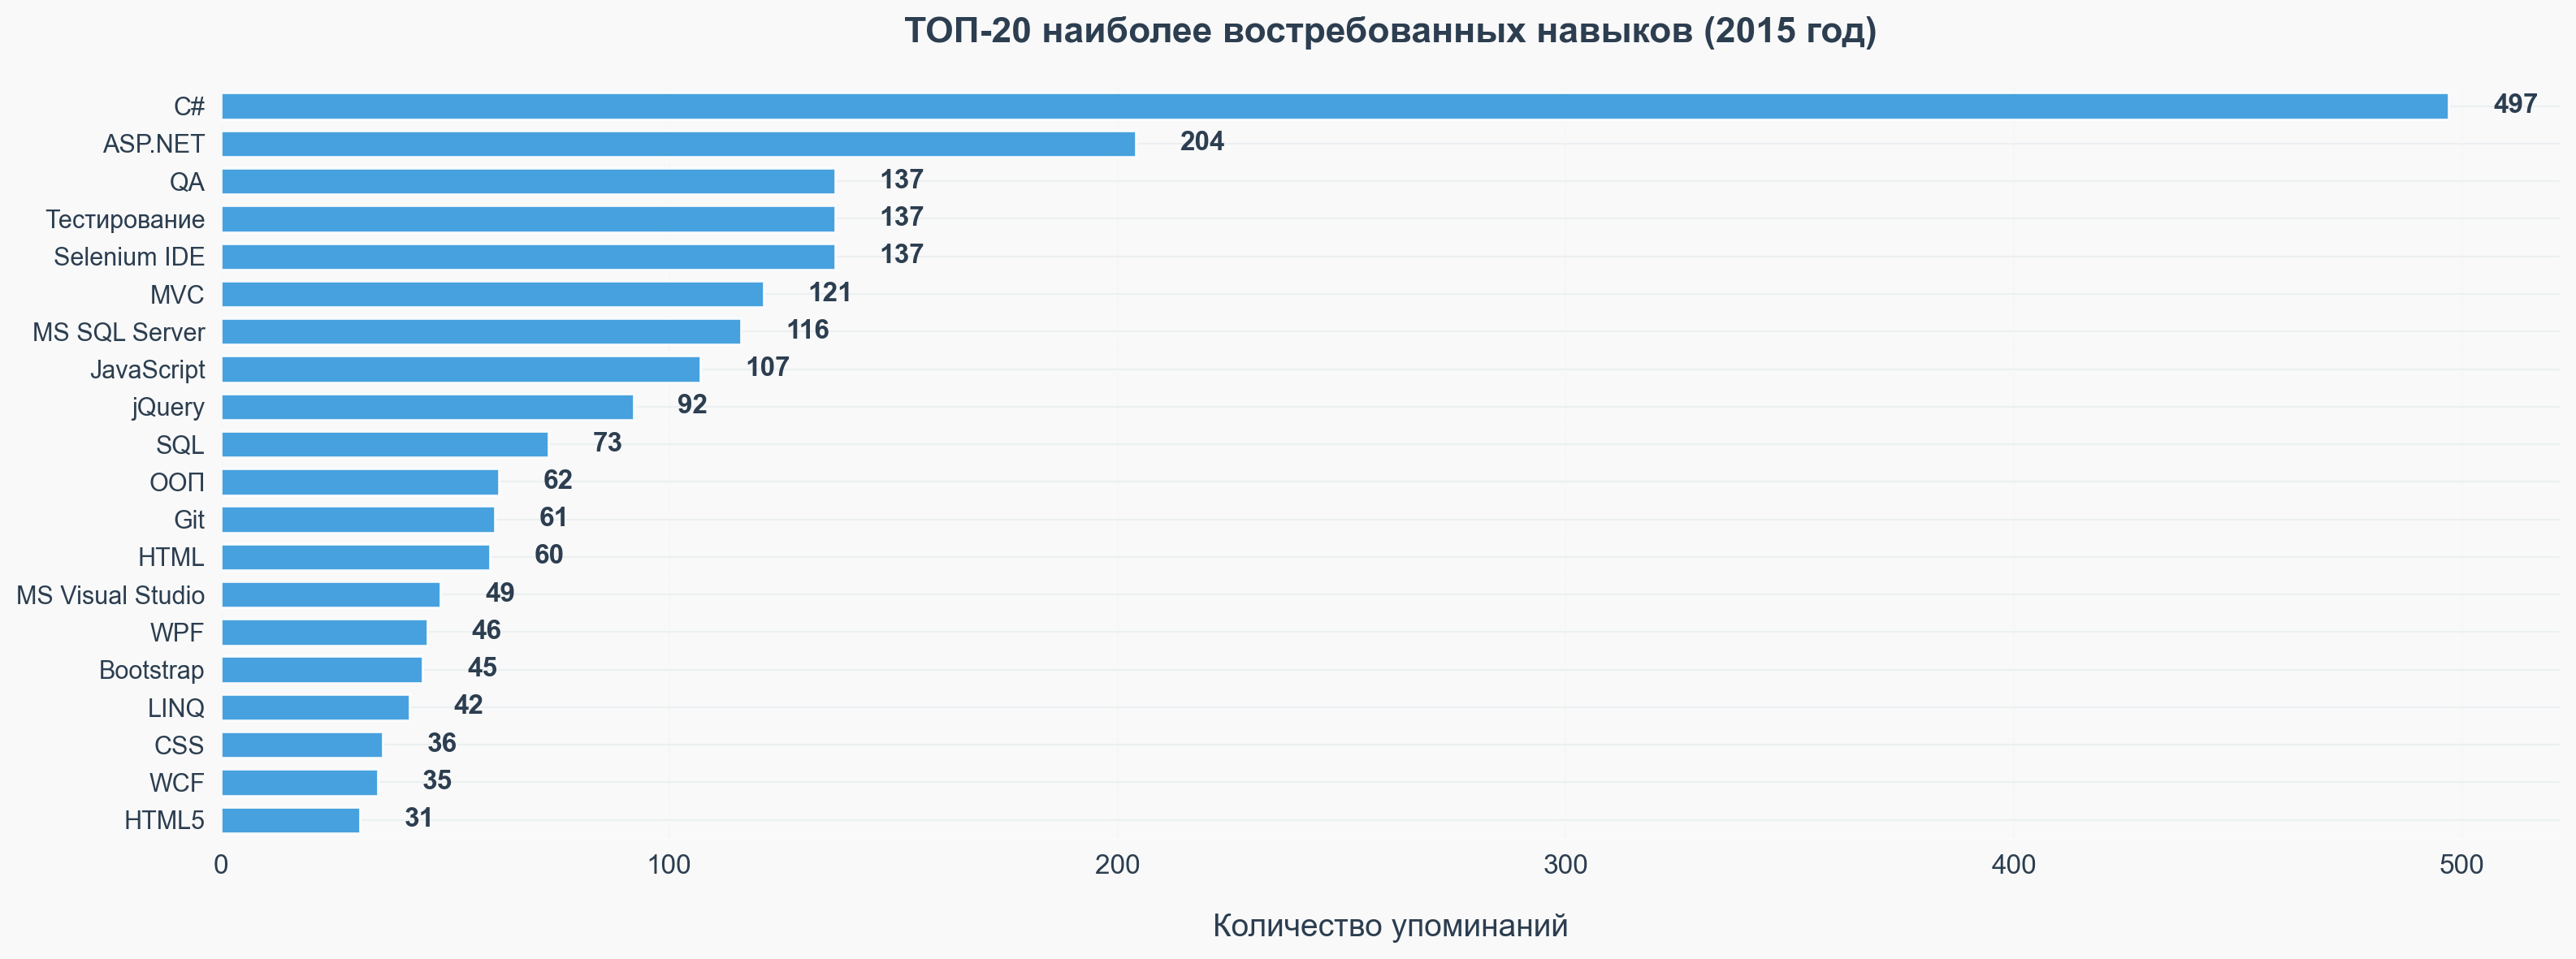 ТОП-20 наиболее востребованных навыков (2015 год)
C# 497
ASP.NET 204
QA 137
Тестирование 137
Selenium IDE 137
MVC 121
MS SQL Server 116
JavaScript 107
jQuery 92
SQL 73
ООП 62
Git 61
HTML 60
MS Visual Studio 49
WPF 46
Bootstrap 45
LINQ 42
CSS 36
WCF 35
HTML5 31
0 100 200 300 400 500
Количество упоминаний